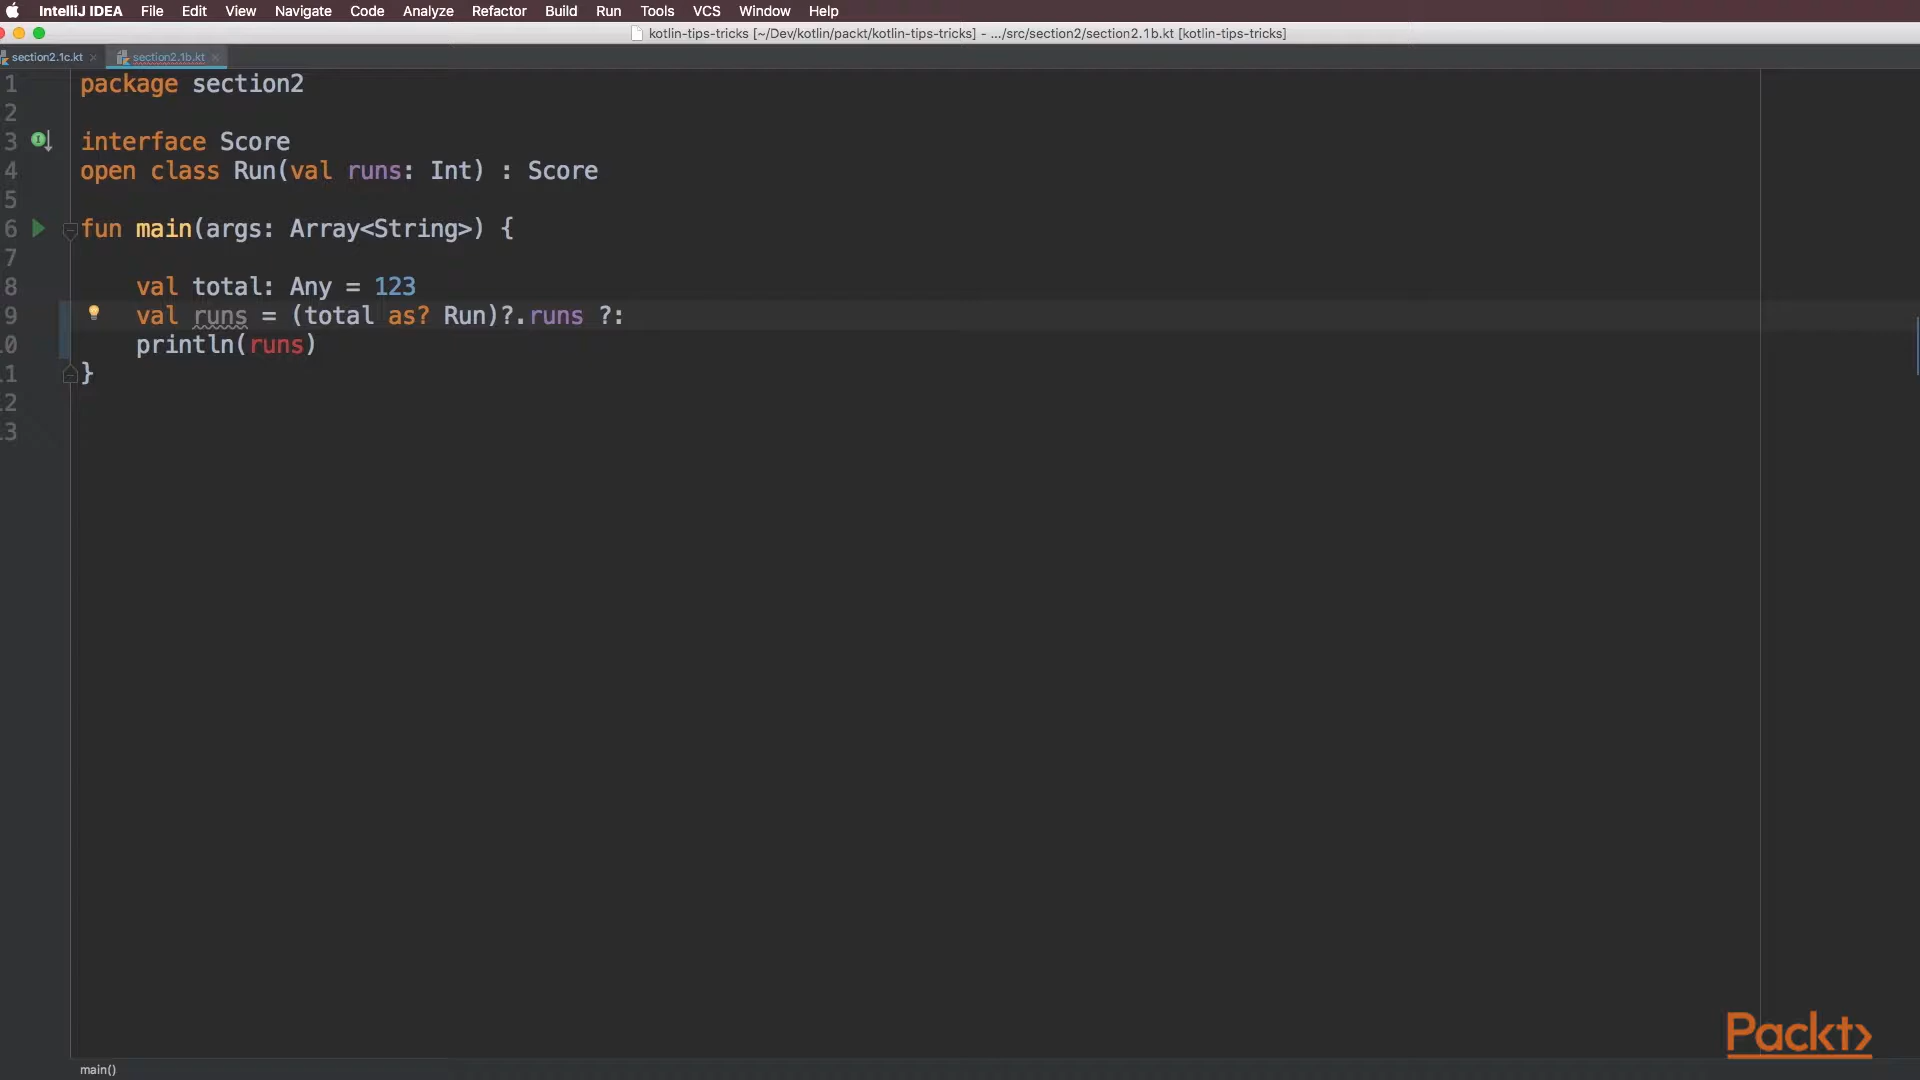 IntelliJ IDEA File Edit View Navigate Code Analyze Refactor Build Run Tools VCS Window Help
kotlin-tips-tricks [~/Dev/kotlin/packt/kotlin-tips-tricks] - .../src/section2/section2.1b.kt [kotlin-tips-tricks]
section2.1c.kt section2.1b.kt
1 package section2
2
3 interface Score
4 open class Run(val runs: Int) : Score
5
6 fun main(args: Array<String>) {
7
8 val total: Any = 123
9 val runs = (total as? Run)?.runs ?:
0 println(runs)
1 }
2
3
Packt>
main()